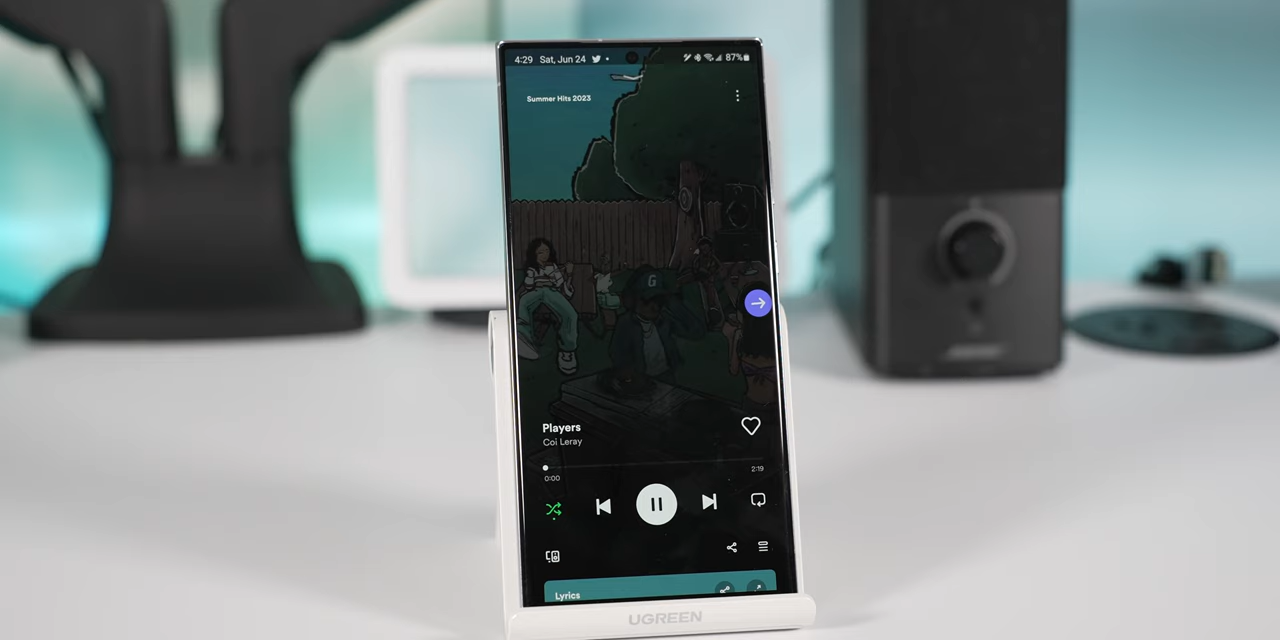 4:29 Sat, Jun 24 87%
Summer Hits 2023
G
Players
Coi Leray
0:00 2:19
Lyrics
UGREEN